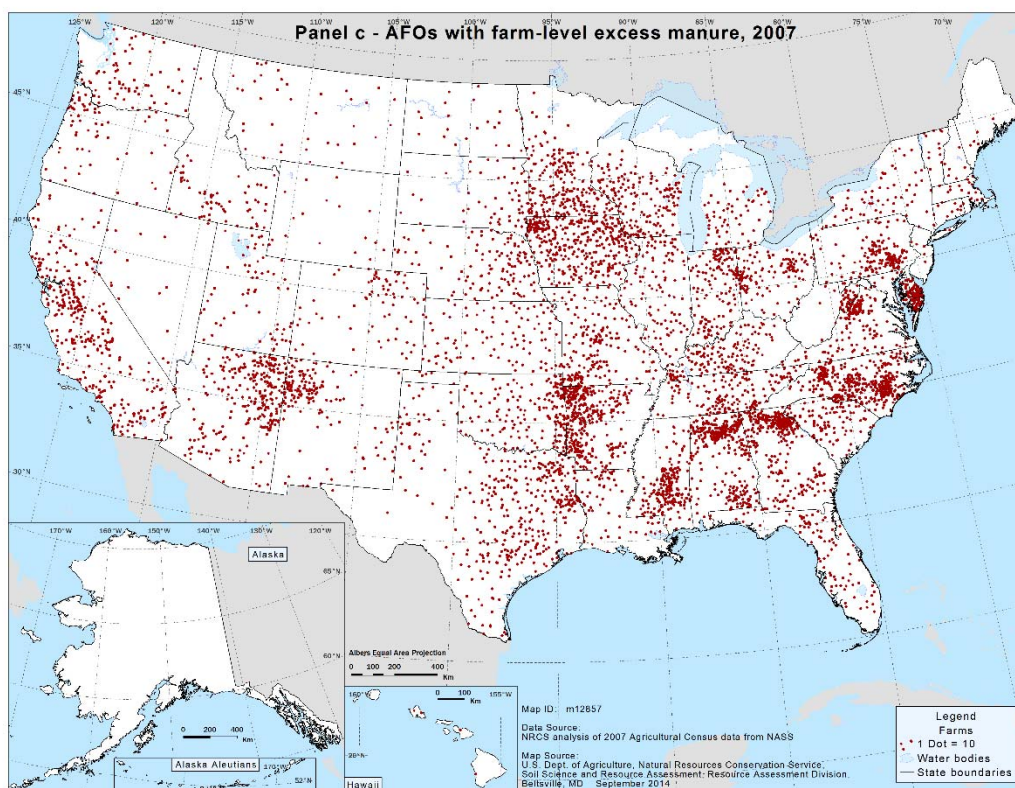 125°W 120°W 115°W 110°W 105°W 100°W 95°W 90°W 85°W 80°W 75°W 70°W
Panel c - AFOs with farm-level excess manure, 2007
45°N
40°N
35°N
30°N
170°W 160°W 150°W 140°W 130°W 120°W
Alaska
65°N
60°N
Albers Equal Area Projection
0 100 200 400
Km
0 200 400
Km
Alaska Aleutians
170°W
52°N
160°W
0 100
Km
155°W
Hawaii
Map ID: m12857
Data Source:
NRCS analysis of 2007 Agricultural Census data from NASS
Map Source:
U.S. Dept. of Agriculture, Natural Resources Conservation Service,
Soil Science and Resource Assessment: Resource Assessment Division,
Beltsville, MD September 2014
Legend
Farms
1 Dot = 10
Water bodies
State boundaries